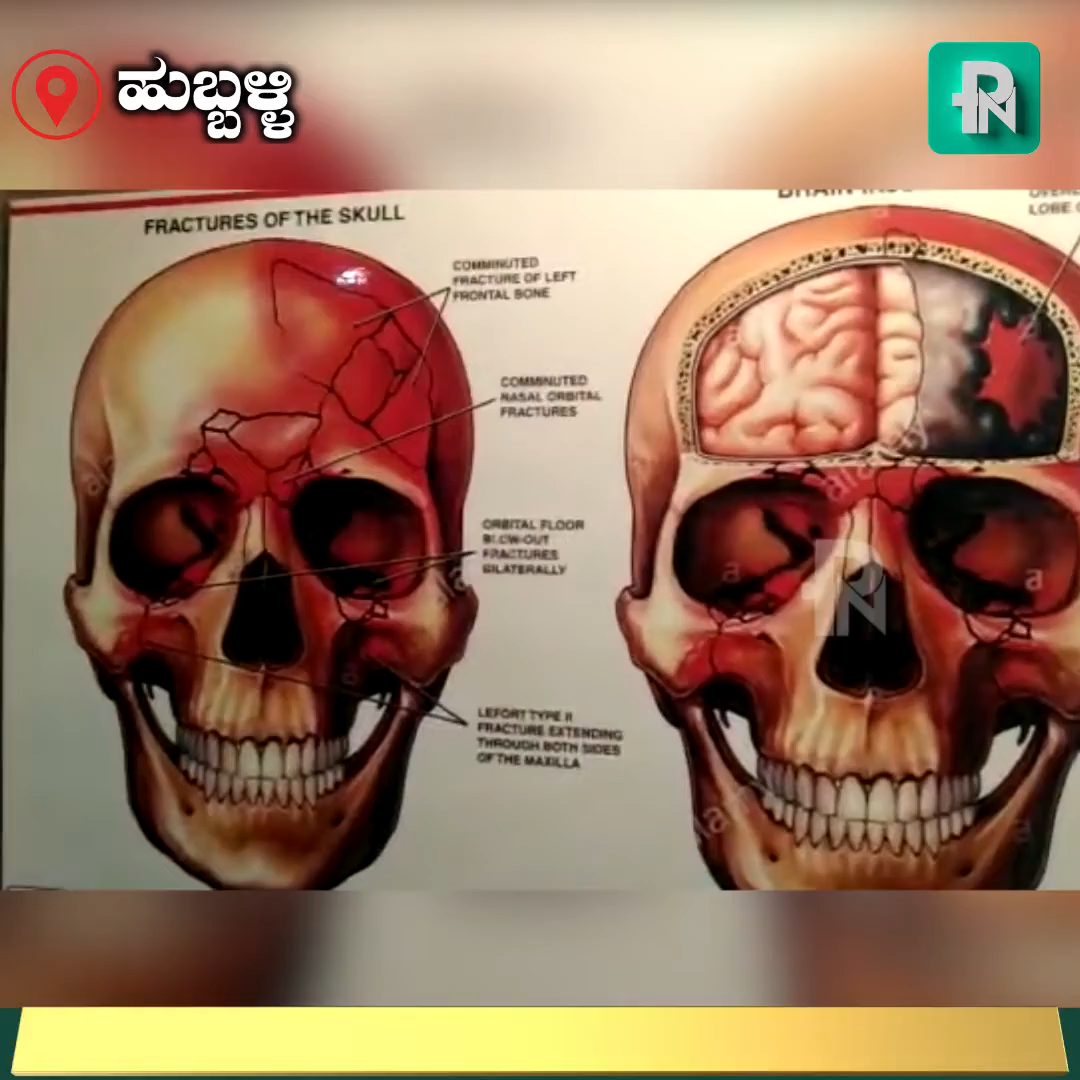 ಹುಬ್ಬಳ್ಳಿ
PN
FRACTURES OF THE SKULL
COMMINUTED
FRACTURE OF LEFT
FRONTAL BONE
COMMINUTED
NASAL ORBITAL
FRACTURES
ORBITAL FLOOR
BLOW-OUT
FRACTURES
BILATERALLY
LEFORT TYPE II
FRACTURE EXTENDING
THROUGH BOTH SIDES
OF THE MAXILLA
BRAIN
LOBE